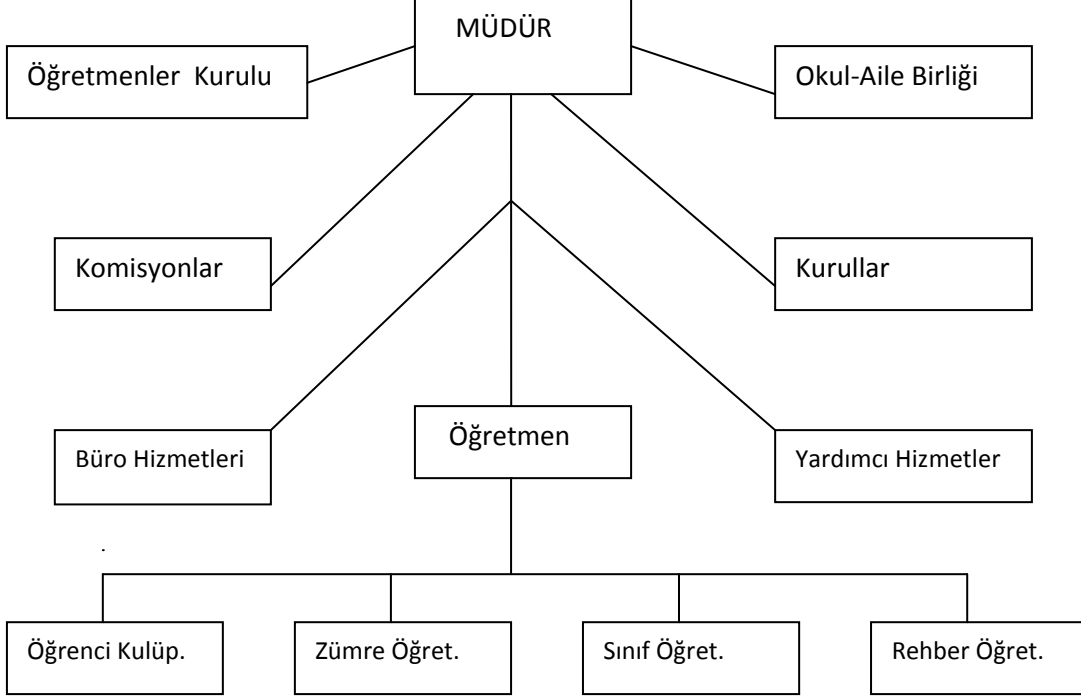 MÜDÜR
Öğretmenler Kurulu
Okul-Aile Birliği
Komisyonlar
Kurullar
Öğretmen
Büro Hizmetleri
Yardımcı Hizmetler
.
Öğrenci Kulüp.
Zümre Öğret.
Sınıf Öğret.
Rehber Öğret.